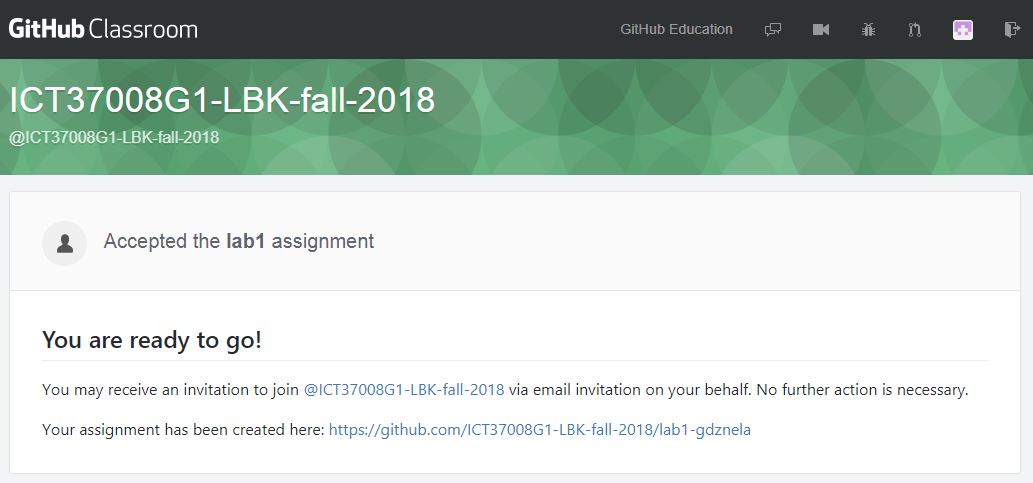 GitHub Classroom
GitHub Education
ICT37008G1-LBK-fall-2018
@ICT37008G1-LBK-fall-2018
Accepted the lab1 assignment
You are ready to go!
You may receive an invitation to join @ICT37008G1-LBK-fall-2018 via email invitation on your behalf. No further action is necessary.
Your assignment has been created here: https://github.com/ICT37008G1-LBK-fall-2018/lab1-gdznela